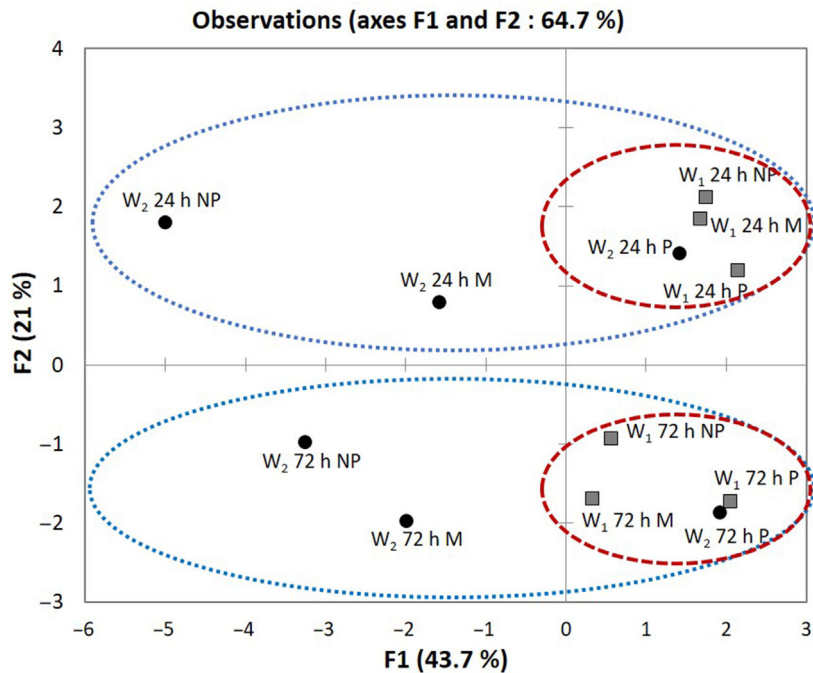 Observations (axes F1 and F2 : 64.7 %)
4
3
2
1
0
−1
−2
−3
F2 (21 %)
W₂ 24 h NP
W₁ 24 h NP
W₁ 24 h M
W₂ 24 h P
W₁ 24 h P
W₂ 24 h M
W₁ 72 h NP
W₂ 72 h NP
W₁ 72 h P
W₁ 72 h M
W₂ 72 h M
W₂ 72 h P
−6 −5 −4 −3 −2 −1 0 1 2 3
F1 (43.7 %)